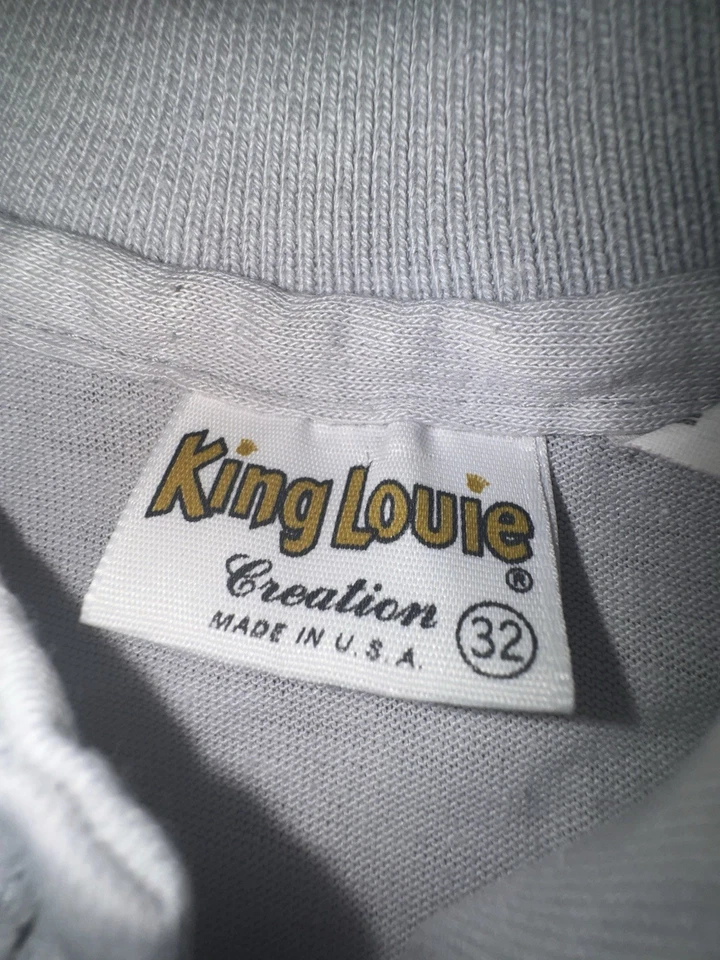 King Louie
®
Creation
MADE IN U.S.A.
32